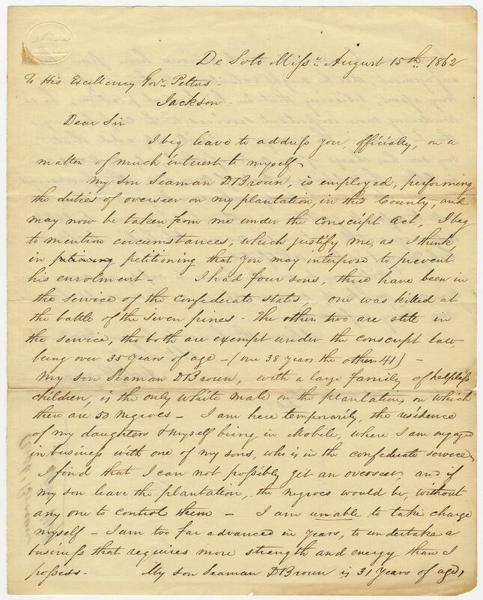 De Soto Missi. August 15th. 1862
To His Excellency Gov. Pettus
Jackson
Dear Sir
I beg leave to address you, officially, on a
matter of much interest to myself
My son Seaman D Brown, is employed, performing
the duties of overseer on my plantation, in this County, and
may now be taken from me under the conscript act, I beg
to mention circumstances, which justify me, as I think,
in petitioning that you may interpose to prevent
his enrolment - I had four sons, three have been in
the service of the Confederate States, one was killed at
the battle of the Seven pines - the other two are still in
the service, tho both are exempt under the conscript law
being over 35 years of age - (one 38 years the other 41) -
My son Seaman D Brown, with a large family of helpless
children, is the only white male on the plantation, on which
there are 50 negroes - I am here temporarily, the residence
of my daughters & myself being in Mobile, where I am engaged
in business with one of my sons, who is in the confederate service,
I find that I can not possibly get an overseer, and if
my son leave the plantation, the negroes would be, without
any one to control them - I am unable to take charge
myself - I am too far advanced in years, to undertake a
business that requires more strength and energy than I
possess - My son Seaman D Brown is 31 years of age,